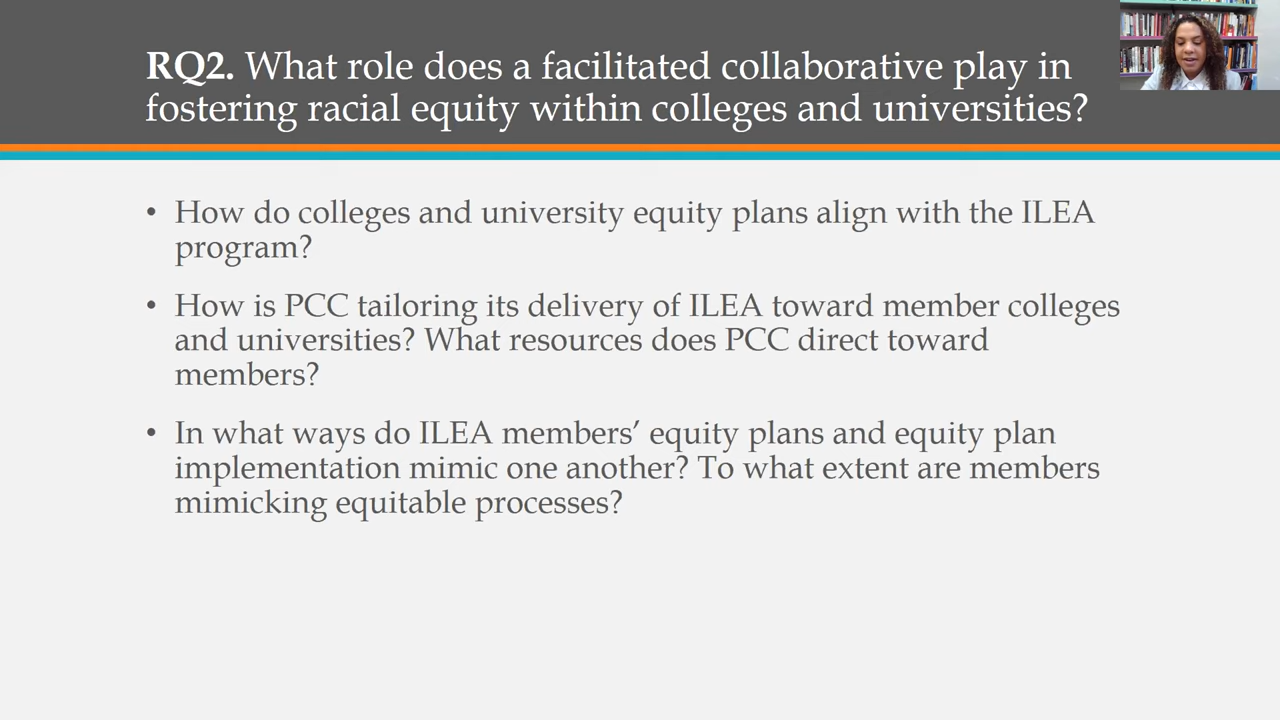 RQ2. What role does a facilitated collaborative play in
fostering racial equity within colleges and universities?
• How do colleges and university equity plans align with the ILEA
program?
• How is PCC tailoring its delivery of ILEA toward member colleges
and universities? What resources does PCC direct toward
members?
• In what ways do ILEA members’ equity plans and equity plan
implementation mimic one another? To what extent are members
mimicking equitable processes?